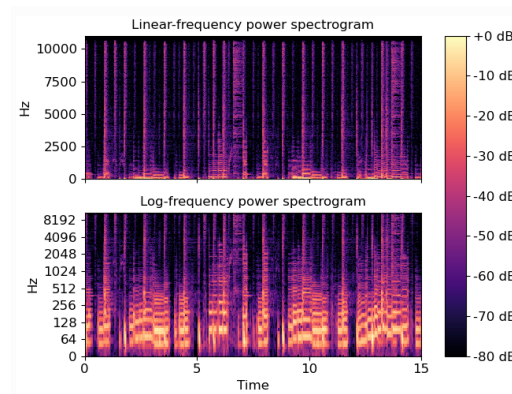 Linear-frequency power spectrogram
10000
7500
5000
2500
0
Hz
Log-frequency power spectrogram
8192
4096
2048
1024
512
256
128
64
0
Hz
0
5
10
15
Time
+0 dB
-10 dB
-20 dB
-30 dB
-40 dB
-50 dB
-60 dB
-70 dB
-80 dB